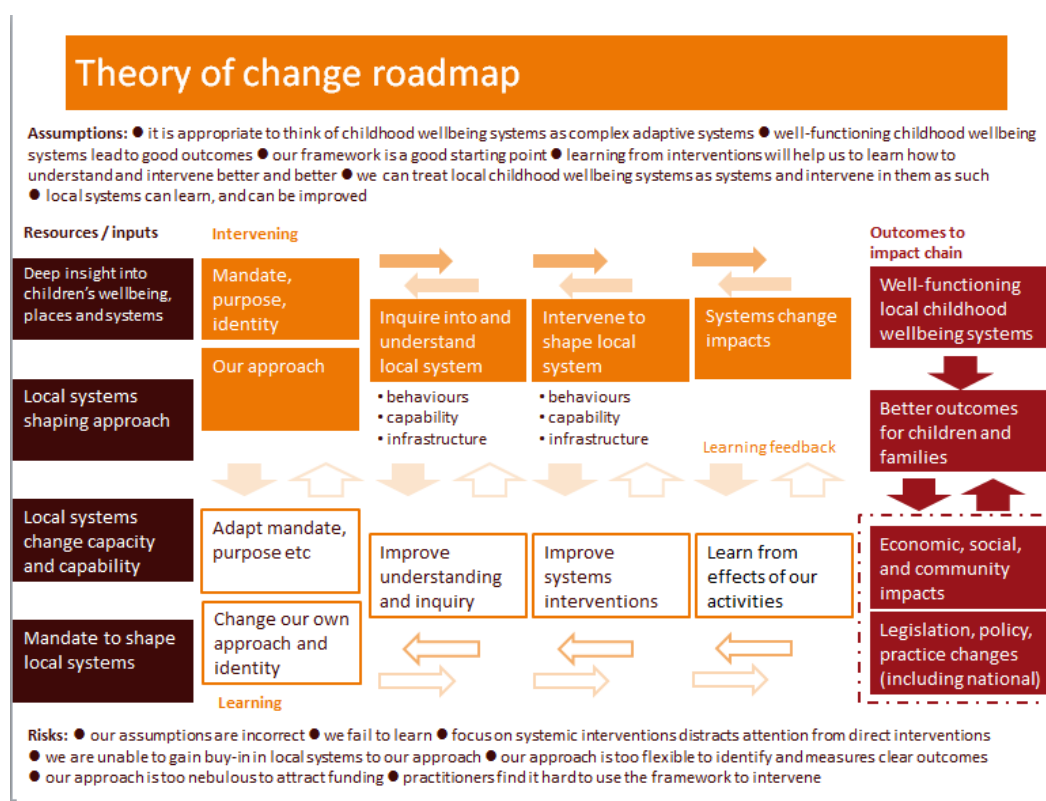 Theory of change roadmap
Assumptions: ● it is appropriate to think of childhood wellbeing systems as complex adaptive systems ● well-functioning childhood wellbeing
systems lead to good outcomes ● our framework is a good starting point ● learning from interventions will help us to learn how to
understand and intervene better and better ● we can treat local childhood wellbeing systems as systems and intervene in them as such
● local systems can learn, and can be improved
Resources / inputs
Deep insight into
children's wellbeing,
places and systems
Local systems
shaping approach
Local systems
change capacity
and capability
Mandate to shape
local systems
Intervening
Mandate,
purpose,
identity
Our approach
Inquire into and
understand
local system
• behaviours
• capability
• infrastructure
Intervene to
shape local
system
• behaviours
• capability
• infrastructure
Systems change
impacts
Learning feedback
Adapt mandate,
purpose etc
Change our own
approach and
identity
Learning
Improve
understanding
and inquiry
Improve
systems
interventions
Learn from
effects of our
activities
Outcomes to
impact chain
Well-functioning
local childhood
wellbeing systems
Better outcomes
for children and
families
Economic, social,
and community
impacts
Legislation, policy,
practice changes
(including national)
Risks: ● our assumptions are incorrect ● we fail to learn ● focus on systemic interventions distracts attention from direct interventions
● we are unable to gain buy-in in local systems to our approach ● our approach is too flexible to identify and measures clear outcomes
● our approach is too nebulous to attract funding ● practitioners find it hard to use the framework to intervene